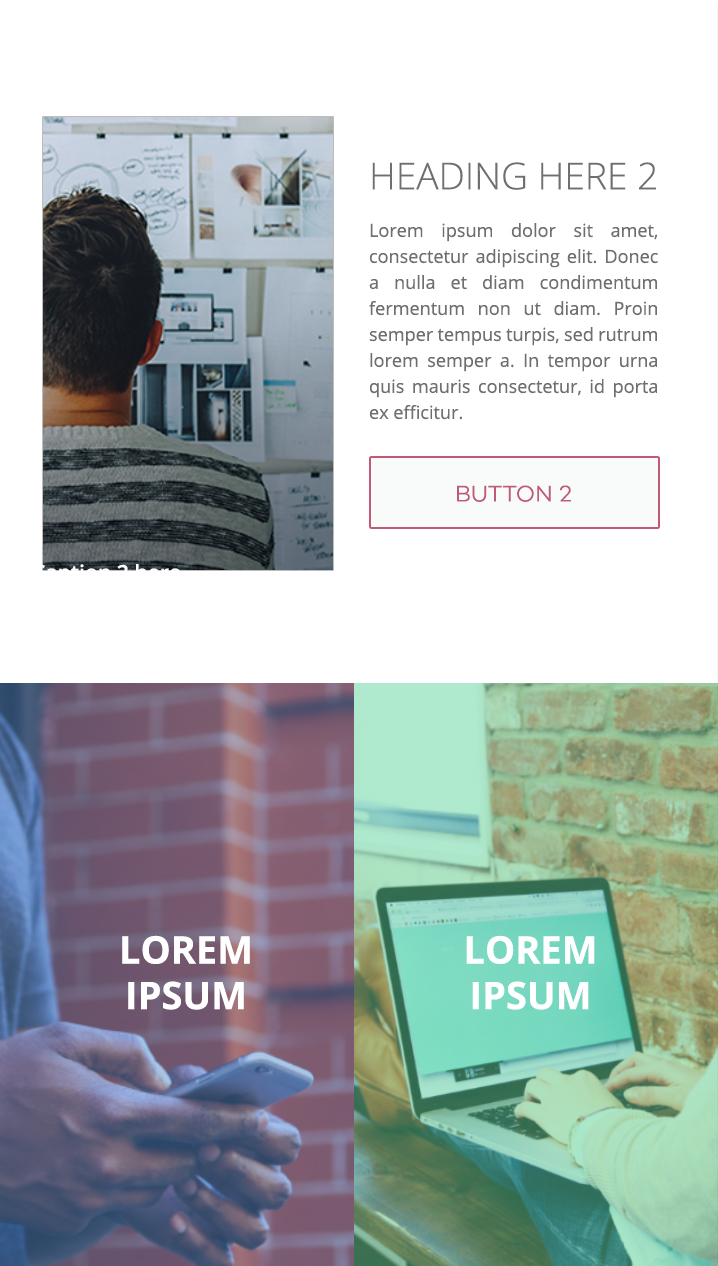 HEADING HERE 2
Lorem ipsum dolor sit amet,
consectetur adipiscing elit. Donec
a nulla et diam condimentum
fermentum non ut diam. Proin
semper tempus turpis, sed rutrum
lorem semper a. In tempor urna
quis mauris consectetur, id porta
ex efficitur.
BUTTON 2
LOREM
IPSUM
LOREM
IPSUM